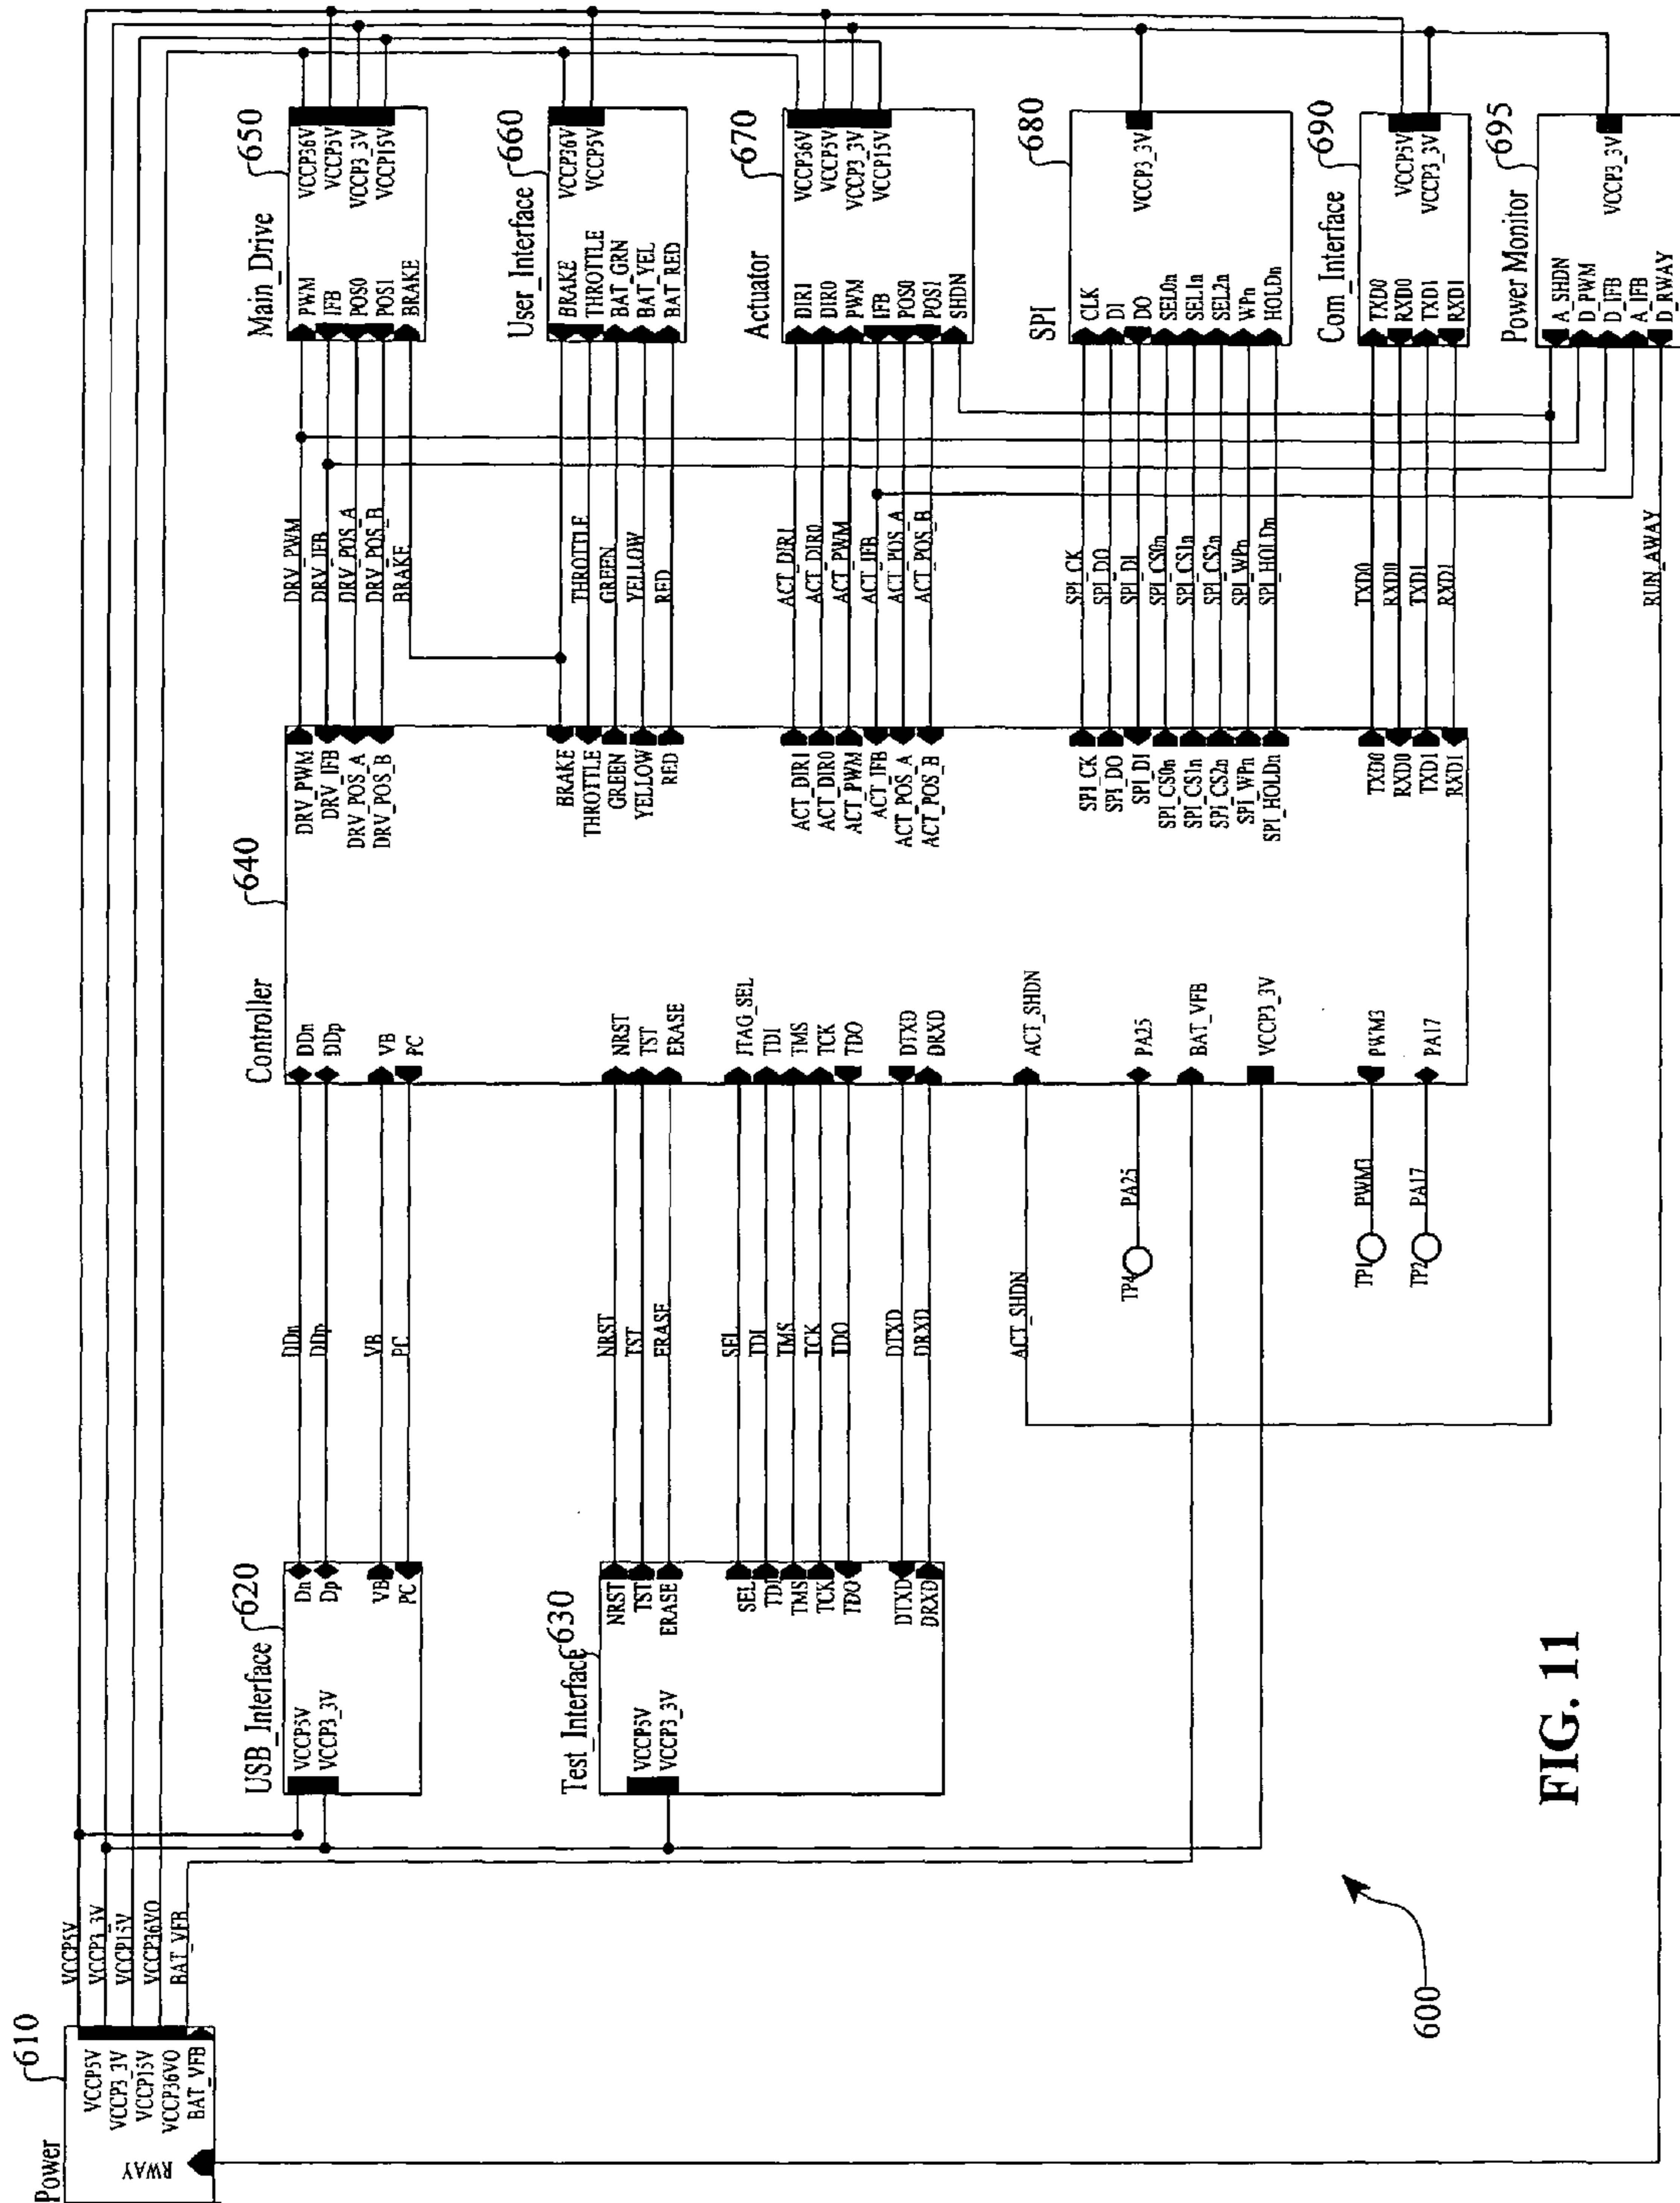 Power
610
RWAY
VCCP5V
VCCP3_3V
VCCP15V
VCCP36VO
BAT_VFB
VCCP5V
VCCP3_3V
VCCP15V
VCCP36VO
BAT_VFB
USB_Interface
620
VCCP5V
VCCP3_3V
Dn
Dp
VB
PC
DDn
DDp
VB
PC
Test_Interface
630
VCCP5V
VCCP3_3V
NRST
TST
ERASE
SEL
TDI
TMS
TCK
TDO
DTXD
DRXD
NRST
TST
ERASE
SEL
TDI
TMS
TCK
TDO
DTXD
DRXD
ACT_SHDN
TP4
PA25
TP1
PWM3
TP2
PA17
Controller
640
DDn
DDp
VB
PC
NRST
TST
ERASE
JTAG_SEL
TDI
TMS
TCK
TDO
DTXD
DRXD
ACT_SHDN
PA25
BAT_VFB
VCCP3_3V
PWM3
PA17
DRV_PWM
DRV_IFB
DRV_POS_A
DRV_POS_B
BRAKE
THROTTLE
GREEN
YELLOW
RED
ACT_DIR1
ACT_DIR0
ACT_PWM
ACT_IFB
ACT_POS_A
ACT_POS_B
SPI_CK
SPI_DO
SPI_DI
SPI_CS0n
SPI_CS1n
SPI_CS2n
SPI_WPn
SPI_HOLDn
TXD0
RXD0
TXD1
RXD1
DRV_PWM
DRV_IFB
DRV_POS_A
DRV_POS_B
BRAKE
THROTTLE
GREEN
YELLOW
RED
ACT_DIR1
ACT_DIR0
ACT_PWM
ACT_IFB
ACT_POS_A
ACT_POS_B
SPI_CK
SPI_DO
SPI_DI
SPI_CS0n
SPI_CS1n
SPI_CS2n
SPI_WPn
SPI_HOLDn
TXD0
RXD0
TXD1
RXD1
RUN_AWAY
Main_Drive
650
PWM
IFB
POS0
POS1
BRAKE
VCCP36V
VCCP5V
VCCP3_3V
VCCP15V
User_Interface
660
BRAKE
THROTTLE
BAT_GRN
BAT_YEL
BAT_RED
VCCP36V
VCCP5V
Actuator
670
DIR1
DIR0
PWM
IFB
POS0
POS1
SHDN
VCCP36V
VCCP5V
VCCP3_3V
VCCP15V
SPI
680
CLK
DI
DO
SEL0n
SEL1n
SEL2n
WPn
HOLDn
VCCP3_3V
Com_Interface
690
TXD0
RXD0
TXD1
RXD1
VCCP5V
VCCP3_3V
Power Monitor
695
A_SHDN
D_PWM
D_IFB
A_IFB
D_RWAY
VCCP3_3V
600
FIG. 11